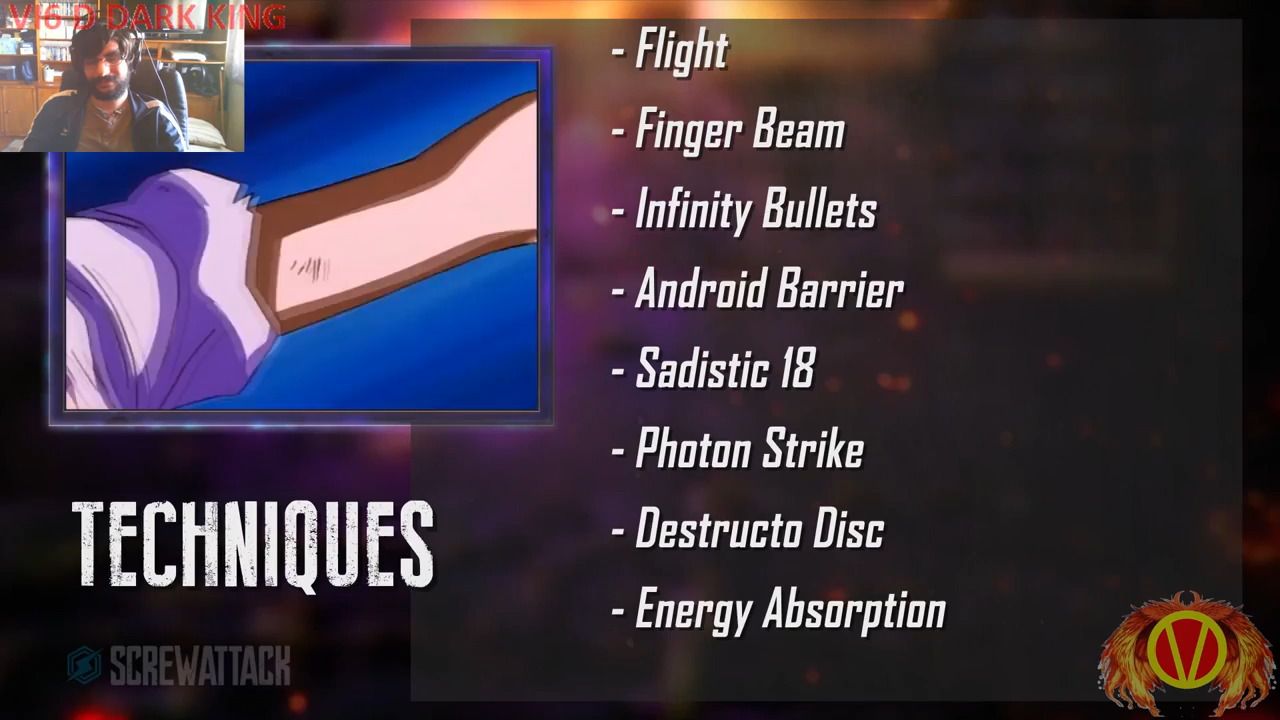 VI6 D DARK KING
- Flight
- Finger Beam
- Infinity Bullets
- Android Barrier
- Sadistic 18
- Photon Strike
- Destructo Disc
- Energy Absorption
TECHNIQUES
SCREWATTACK
V